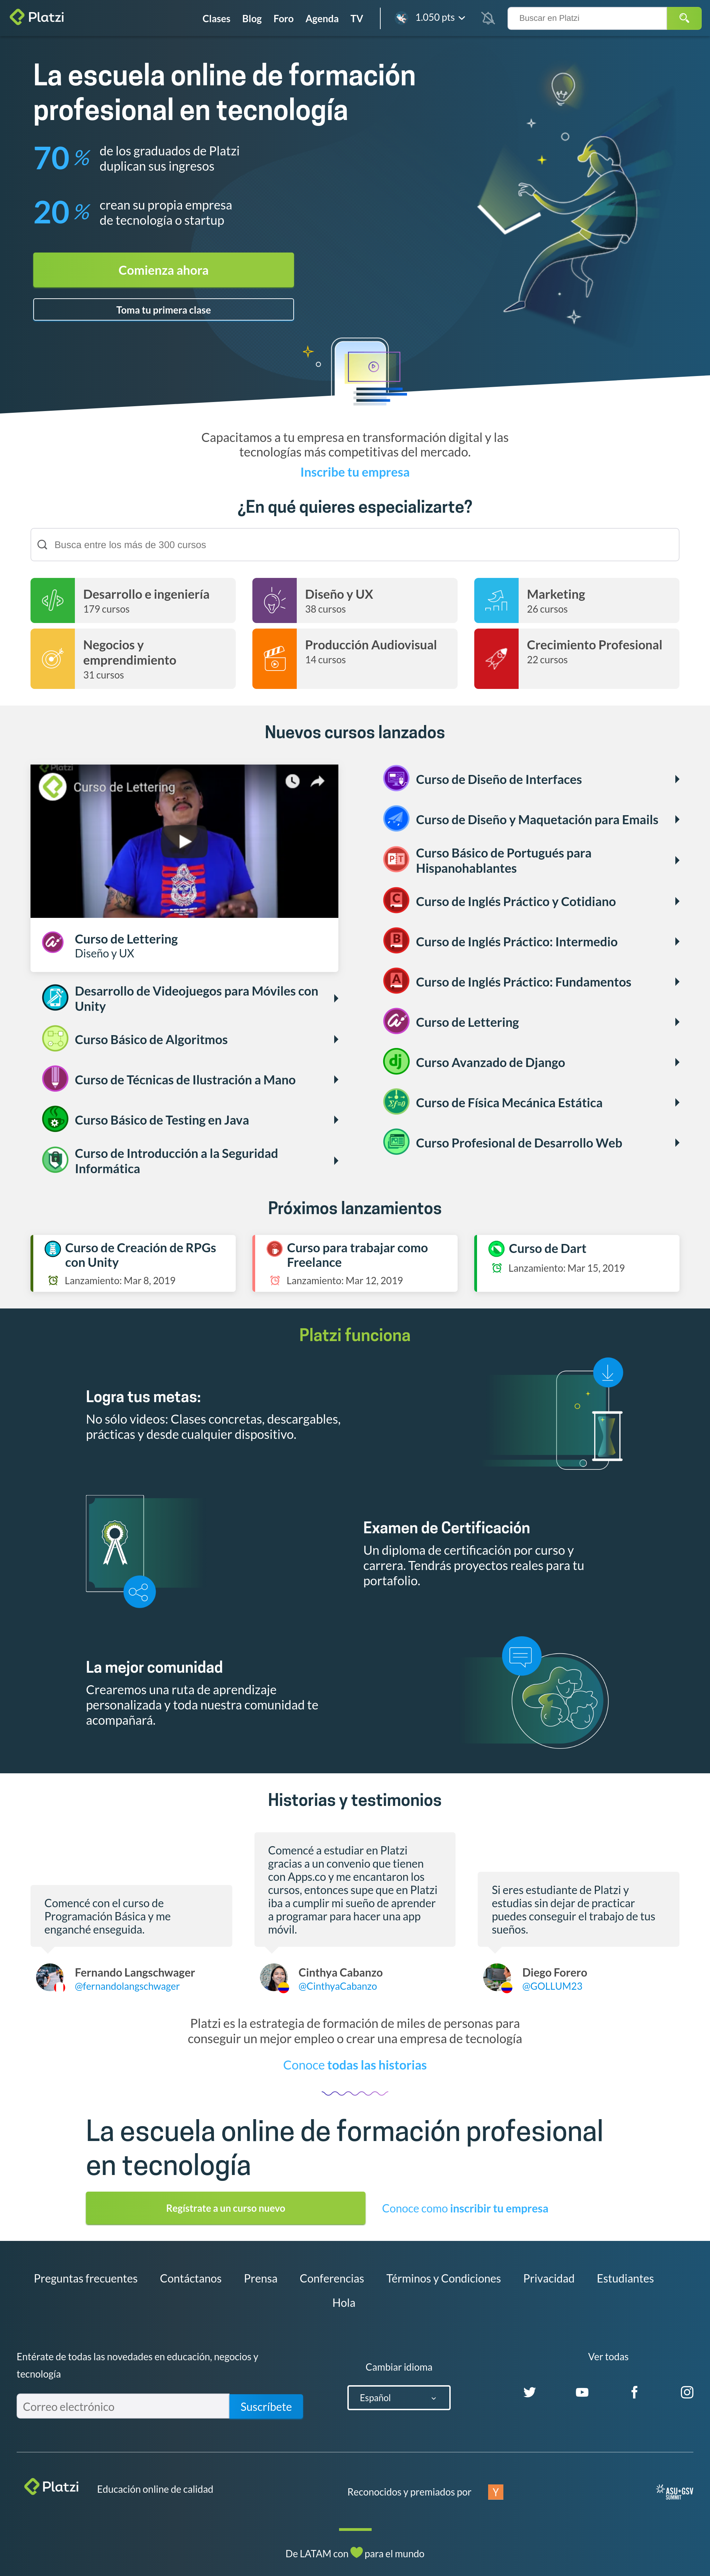 Platzi
Clases Blog Foro Agenda TV
1.050 pts
Buscar en Platzi
La escuela online de formación
profesional en tecnología
70 % de los graduados de Platzi
duplican sus ingresos
20 % crean su propia empresa
de tecnología o startup
Comienza ahora
Toma tu primera clase
Capacitamos a tu empresa en transformación digital y las
tecnologías más competitivas del mercado.
Inscribe tu empresa
¿En qué quieres especializarte?
Busca entre los más de 300 cursos
Desarrollo e ingeniería
179 cursos
Diseño y UX
38 cursos
Marketing
26 cursos
Negocios y
emprendimiento
31 cursos
Producción Audiovisual
14 cursos
Crecimiento Profesional
22 cursos
Nuevos cursos lanzados
Platzi
Curso de Lettering
Curso de Lettering
Diseño y UX
Desarrollo de Videojuegos para Móviles con
Unity
Curso Básico de Algoritmos
Curso de Técnicas de Ilustración a Mano
Curso Básico de Testing en Java
Curso de Introducción a la Seguridad
Informática
Curso de Diseño de Interfaces
Curso de Diseño y Maquetación para Emails
PT
Curso Básico de Portugués para
Hispanohablantes
C
Curso de Inglés Práctico y Cotidiano
B
Curso de Inglés Práctico: Intermedio
A
Curso de Inglés Práctico: Fundamentos
Curso de Lettering
dj
Curso Avanzado de Django
Σf=0
Curso de Física Mecánica Estática
Curso Profesional de Desarrollo Web
Próximos lanzamientos
Curso de Creación de RPGs
con Unity
Lanzamiento: Mar 8, 2019
Curso para trabajar como
Freelance
Lanzamiento: Mar 12, 2019
Curso de Dart
Lanzamiento: Mar 15, 2019
Platzi funciona
Logra tus metas:
No sólo videos: Clases concretas, descargables,
prácticas y desde cualquier dispositivo.
Examen de Certificación
Un diploma de certificación por curso y
carrera. Tendrás proyectos reales para tu
portafolio.
La mejor comunidad
Crearemos una ruta de aprendizaje
personalizada y toda nuestra comunidad te
acompañará.
Historias y testimonios
Comencé con el curso de
Programación Básica y me
enganché enseguida.
Fernando Langschwager
@fernandolangschwager
Comencé a estudiar en Platzi
gracias a un convenio que tienen
con Apps.co y me encantaron los
cursos, entonces supe que en Platzi
iba a cumplir mi sueño de aprender
a programar para hacer una app
móvil.
Cinthya Cabanzo
@CinthyaCabanzo
Si eres estudiante de Platzi y
estudias sin dejar de practicar
puedes conseguir el trabajo de tus
sueños.
Diego Forero
@GOLLUM23
Platzi es la estrategia de formación de miles de personas para
conseguir un mejor empleo o crear una empresa de tecnología
Conoce todas las historias
La escuela online de formación profesional
en tecnología
Regístrate a un curso nuevo
Conoce como inscribir tu empresa
Preguntas frecuentes Contáctanos Prensa Conferencias Términos y Condiciones Privacidad Estudiantes
Hola
Entérate de todas las novedades en educación, negocios y
tecnología
Correo electrónico
Suscríbete
Cambiar idioma
Español
Ver todas
Platzi
Educación online de calidad
Reconocidos y premiados por
Y
ASU+GSV
SUMMIT
De LATAM con para el mundo